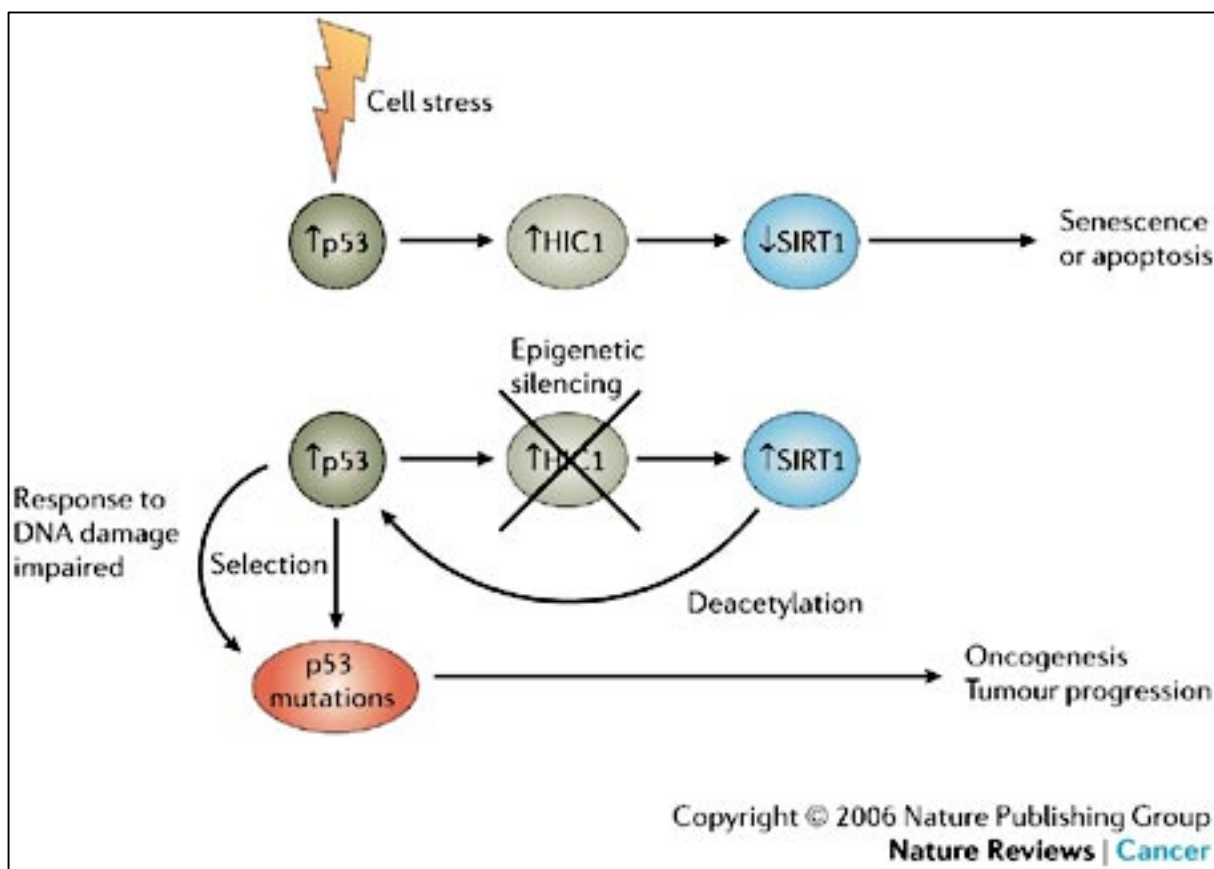 Cell stress
↑p53
↑HIC1
↓SIRT1
Senescence
or apoptosis
Epigenetic
silencing
↑p53
↑HIC1
↑SIRT1
Response to
DNA damage
impaired
Selection
Deacetylation
p53
mutations
Oncogenesis
Tumour progression
Copyright © 2006 Nature Publishing Group
Nature Reviews | Cancer